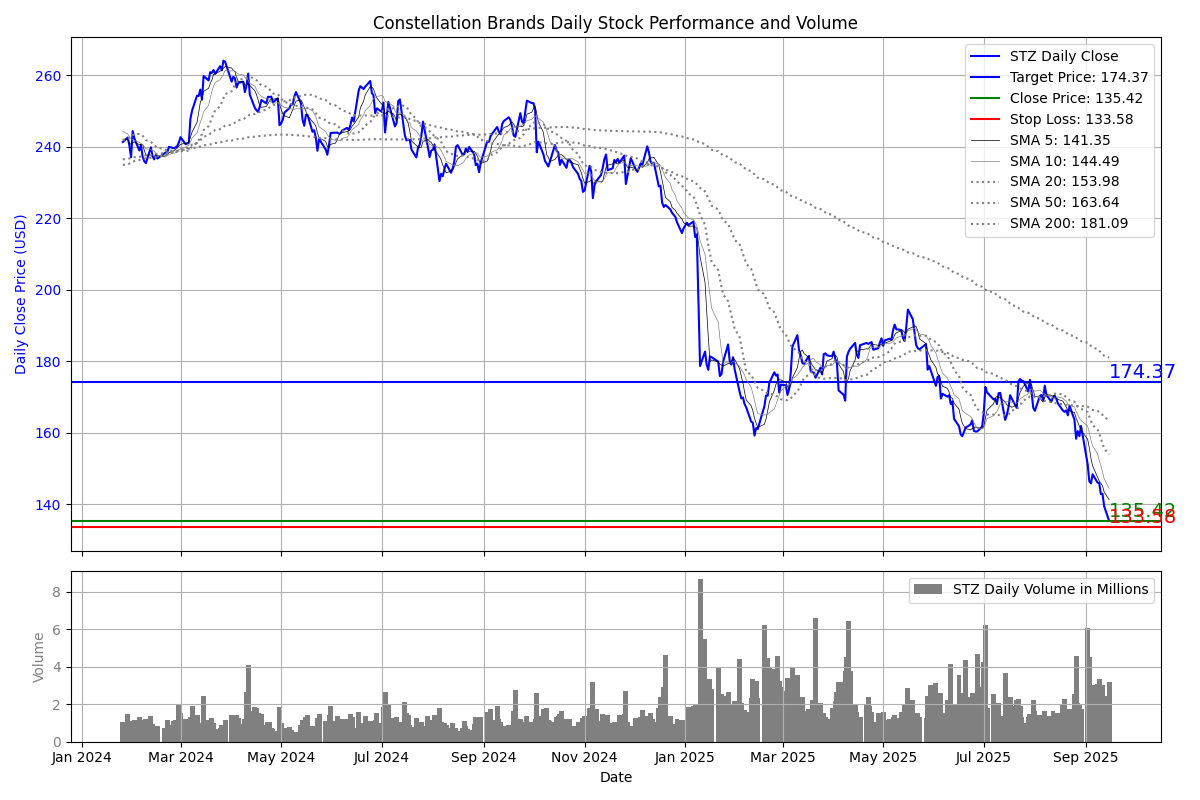 Constellation Brands Daily Stock Performance and Volume
Daily Close Price (USD)
260
240
220
200
180
160
140
STZ Daily Close
Target Price: 174.37
Close Price: 135.42
Stop Loss: 133.58
SMA 5: 141.35
SMA 10: 144.49
SMA 20: 153.98
SMA 50: 163.64
SMA 200: 181.09
174.37
135.42
133.58
Volume
8
6
4
2
0
STZ Daily Volume in Millions
Jan 2024 Mar 2024 May 2024 Jul 2024 Sep 2024 Nov 2024 Jan 2025 Mar 2025 May 2025 Jul 2025 Sep 2025
Date